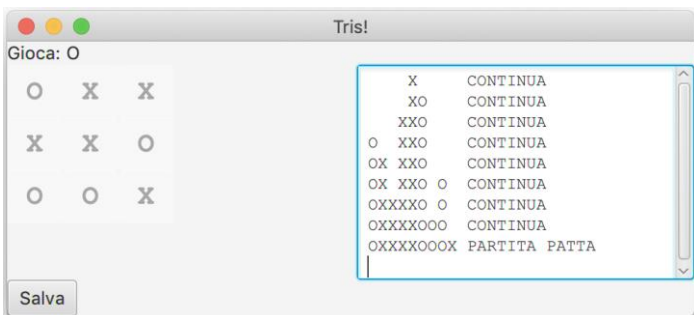 Tris!
Gioca: O
O X X
X X O
O O X
    X    CONTINUA
    XO   CONTINUA
   XXO   CONTINUA
O  XXO   CONTINUA
OX XXO   CONTINUA
OX XXO O CONTINUA
OXXXXO O CONTINUA
OXXXXOOO CONTINUA
OXXXXOOOX PARTITA PATTA
Salva